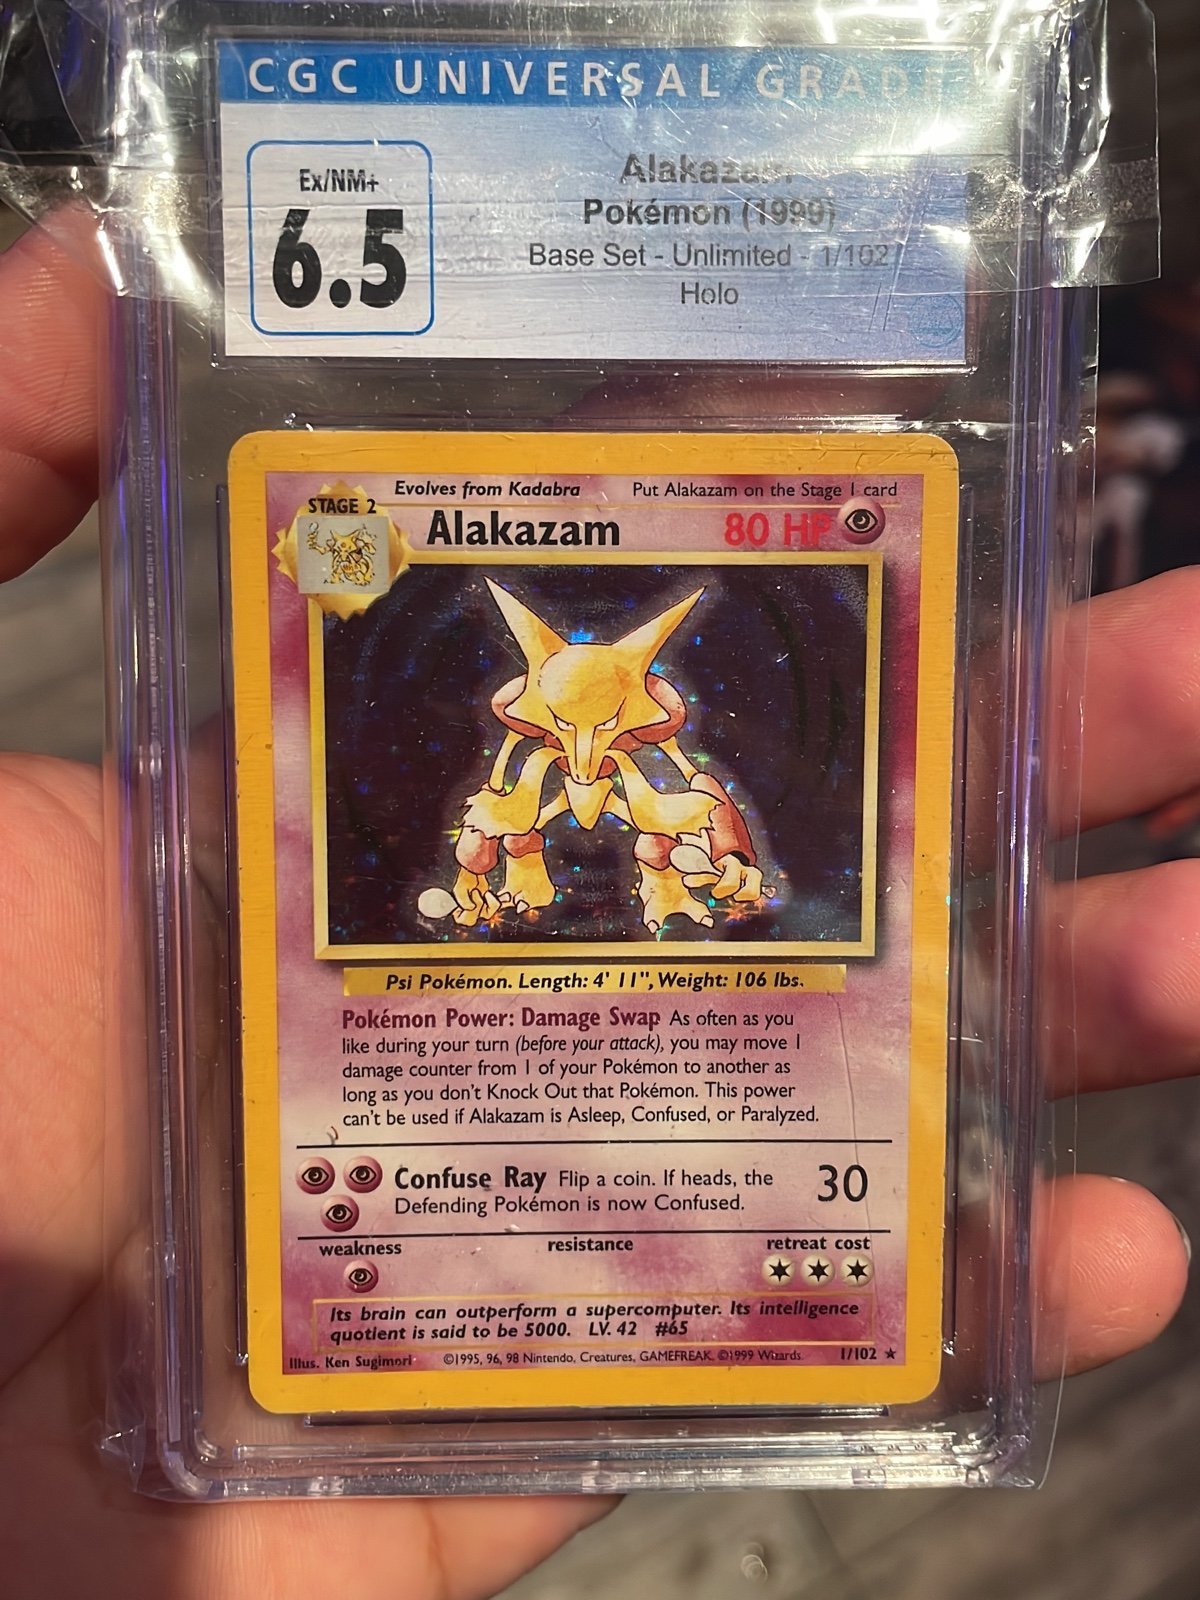 CGC UNIVERSAL GRADE
Ex/NM+
6.5
Alakazam
Pokémon (1999)
Base Set - Unlimited - 1/102
Holo
STAGE 2
Evolves from Kadabra
Put Alakazam on the Stage 1 card
Alakazam
80 HP
Psi Pokémon. Length: 4' 11", Weight: 106 lbs.
Pokémon Power: Damage Swap As often as you
like during your turn (before your attack), you may move 1
damage counter from 1 of your Pokémon to another as
long as you don't Knock Out that Pokémon. This power
can't be used if Alakazam is Asleep, Confused, or Paralyzed.
Confuse Ray Flip a coin. If heads, the
Defending Pokémon is now Confused.
30
weakness
resistance
retreat cost
Its brain can outperform a supercomputer. Its intelligence
quotient is said to be 5000. LV. 42 #65
Illus. Ken Sugimori
©1995, 96, 98 Nintendo, Creatures, GAMEFREAK. ©1999 Wizards.
1/102 ★